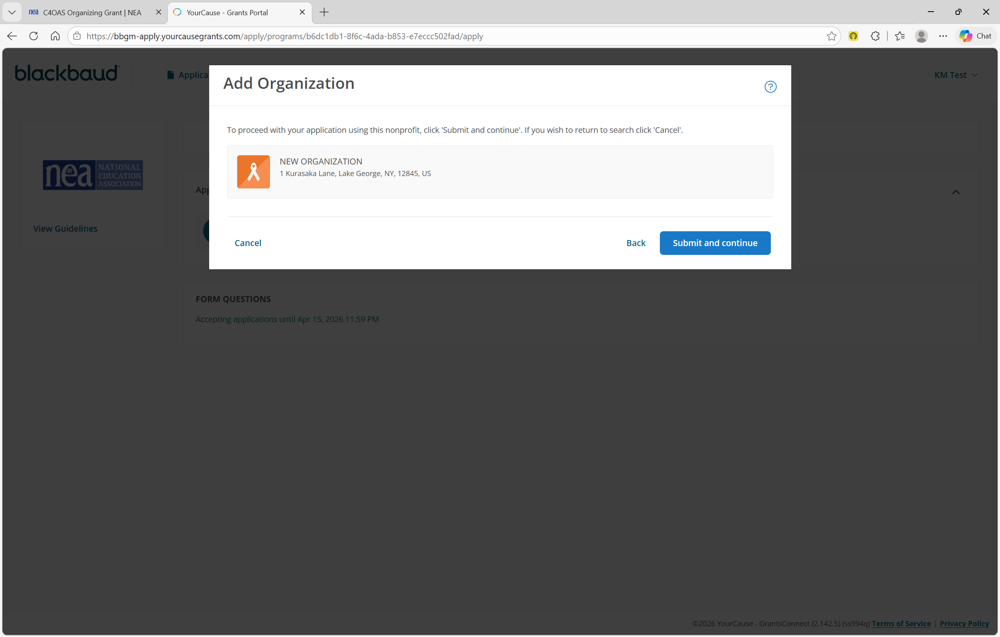 nea C4OAS Organizing Grant | NEA
YourCause - Grants Portal
https://bbgm-apply.yourcausegrants.com/apply/programs/b6dc1db1-8f6c-4ada-b853-e7eccc502fad/apply
Chat
blackbaud
Applica
KM Test
Add Organization
?
To proceed with your application using this nonprofit, click 'Submit and continue'. If you wish to return to search click 'Cancel'.
NEW ORGANIZATION
1 Kurasaka Lane, Lake George, NY, 12845, US
Cancel
Back
Submit and continue
nea NATIONAL
EDUCATION
ASSOCIATION
View Guidelines
App
FORM QUESTIONS
Accepting applications until Apr 15, 2026 11:59 PM
©2026 YourCause - GrantsConnect (2.142.5) (ss994q) Terms of Service | Privacy Policy